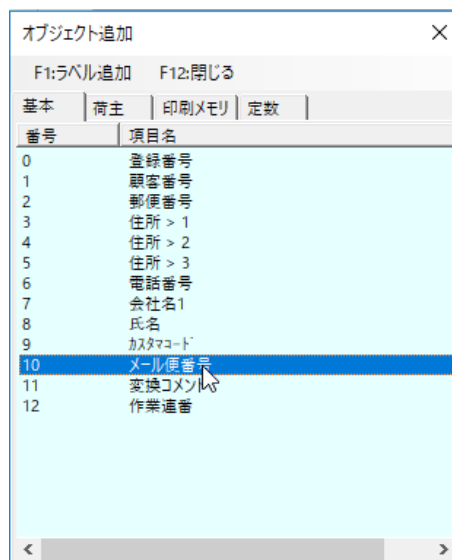 オブジェクト追加
F1:ラベル追加 F12:閉じる
基本 荷主 印刷メモリ 定数
番号 項目名
0 登録番号
1 顧客番号
2 郵便番号
3 住所 > 1
4 住所 > 2
5 住所 > 3
6 電話番号
7 会社名1
8 氏名
9 ｶｽﾀﾏｺｰﾄﾞ
10 メール便番号
11 変換コメント
12 作業連番